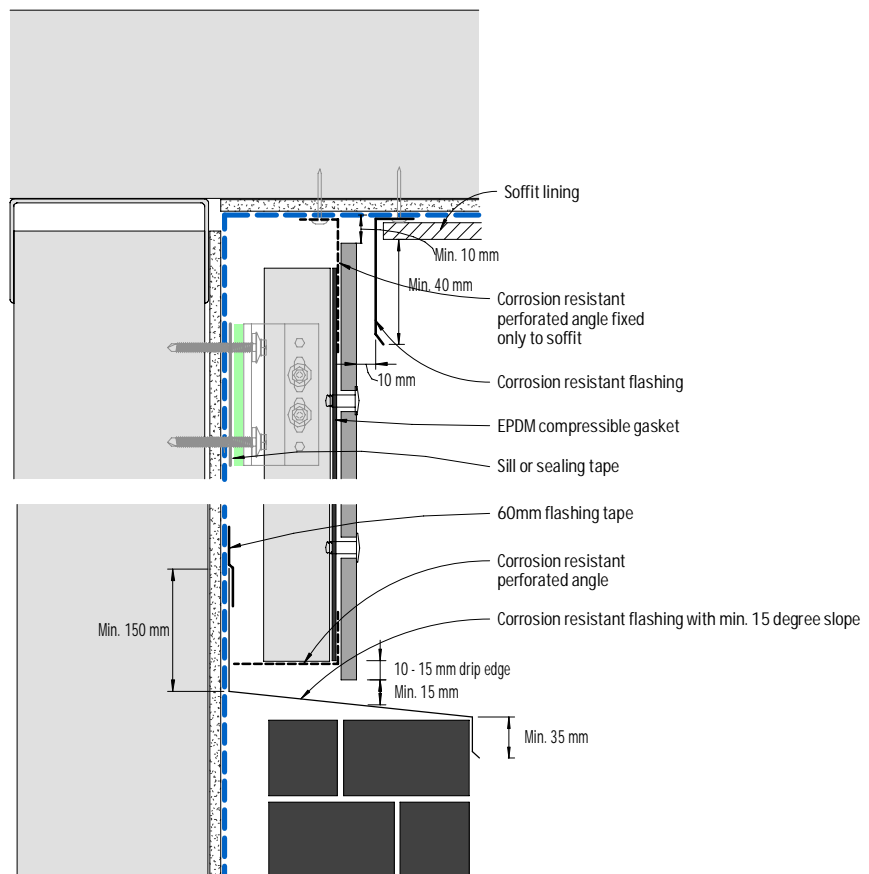 Soffit lining
Min. 10 mm
Min. 40 mm
Corrosion resistant
perforated angle fixed
only to soffit
10 mm
Corrosion resistant flashing
EPDM compressible gasket
Sill or sealing tape
60mm flashing tape
Corrosion resistant
perforated angle
Corrosion resistant flashing with min. 15 degree slope
Min. 150 mm
10 - 15 mm drip edge
Min. 15 mm
Min. 35 mm